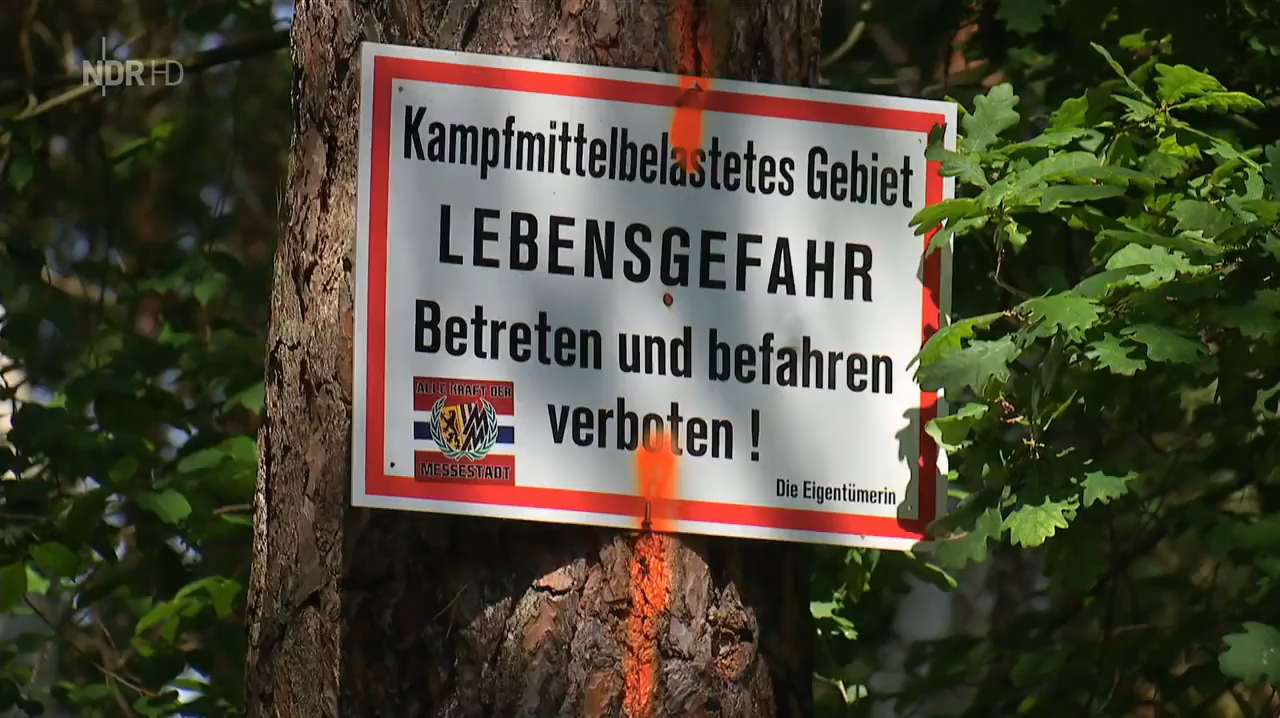 NDR HD
Kampfmittelbelastetes Gebiet
LEBENSGEFAHR
Betreten und befahren
verboten !
ALLE KRAFT DER
MESSESTADT
Die Eigentümerin